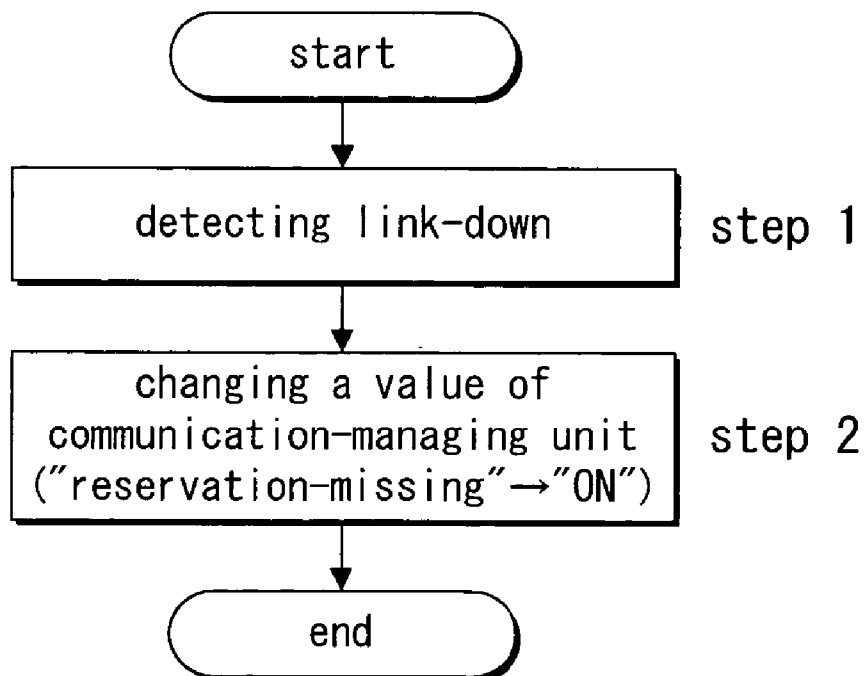 start
detecting link-down
step 1
changing a value of
communication-managing unit
("reservation-missing"→"ON")
step 2
end